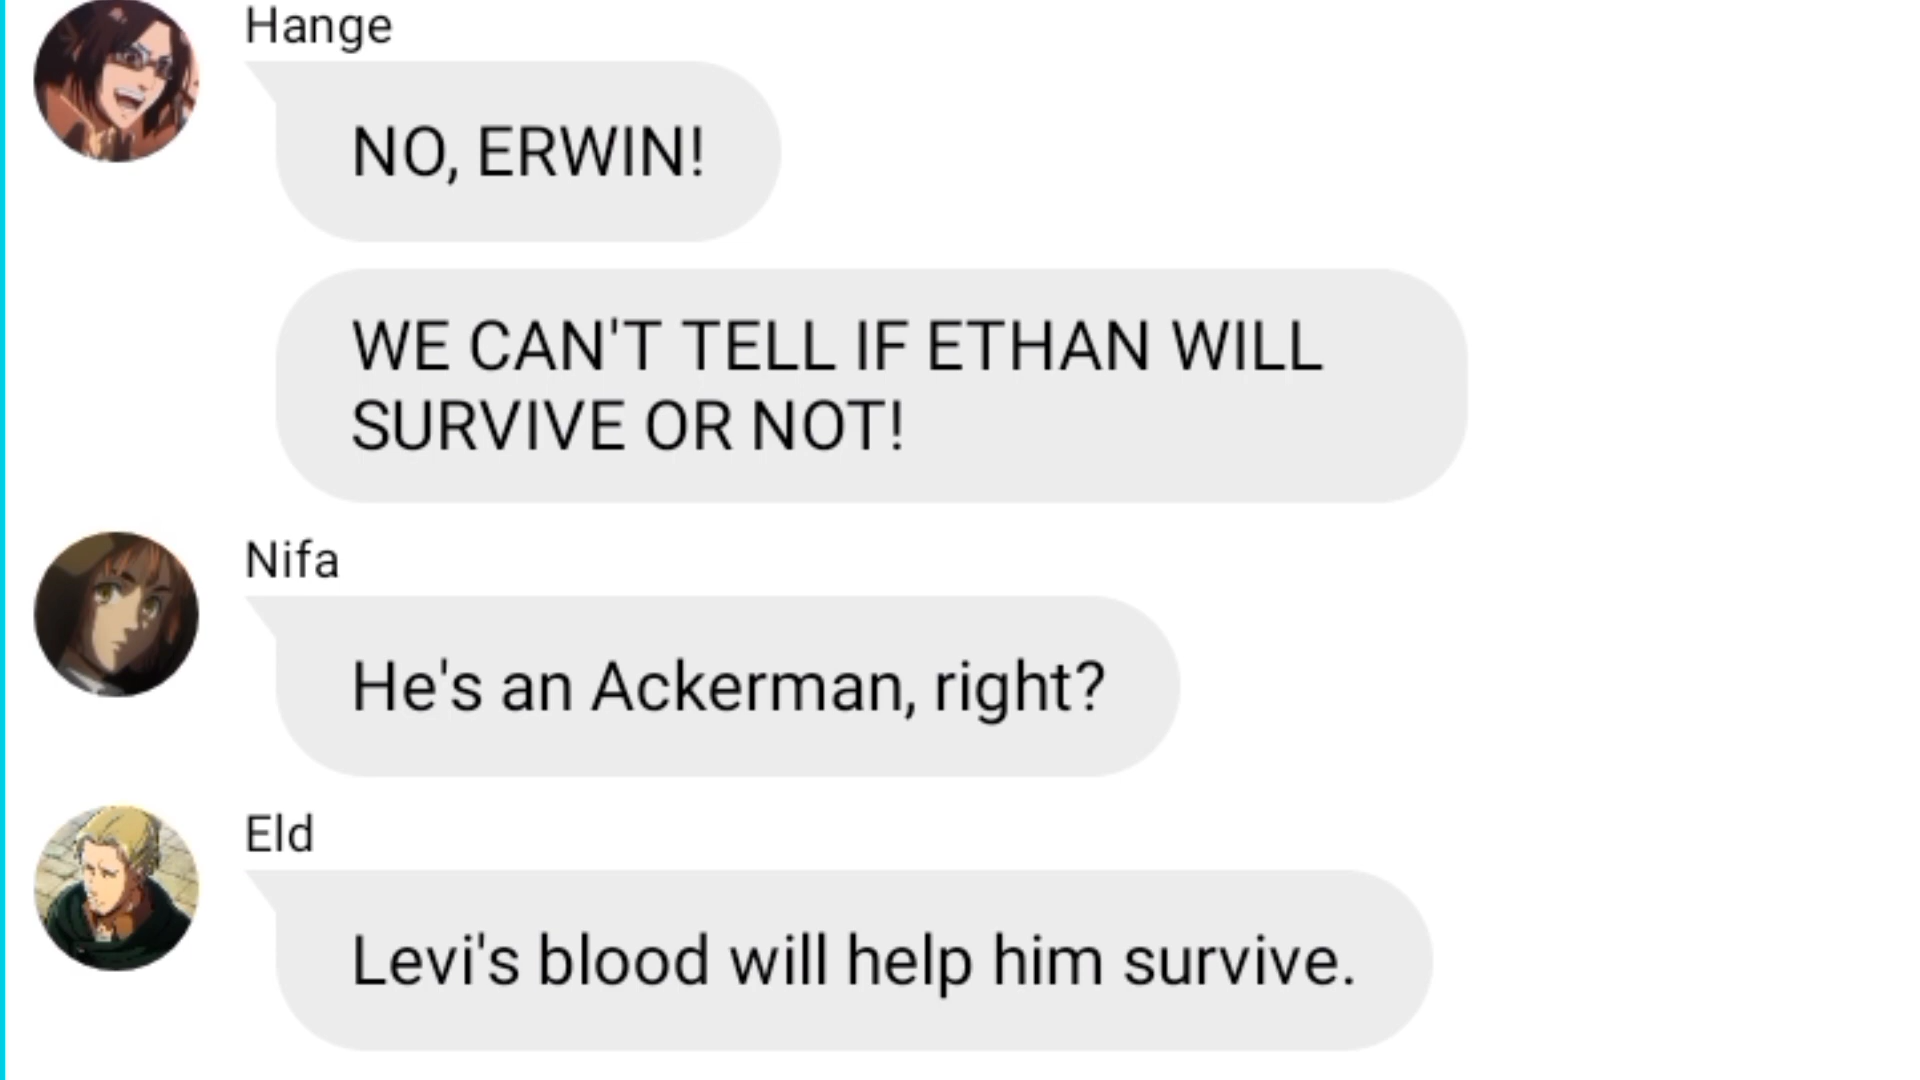 Hange
NO, ERWIN!
WE CAN'T TELL IF ETHAN WILL
SURVIVE OR NOT!
Nifa
He's an Ackerman, right?
Eld
Levi's blood will help him survive.